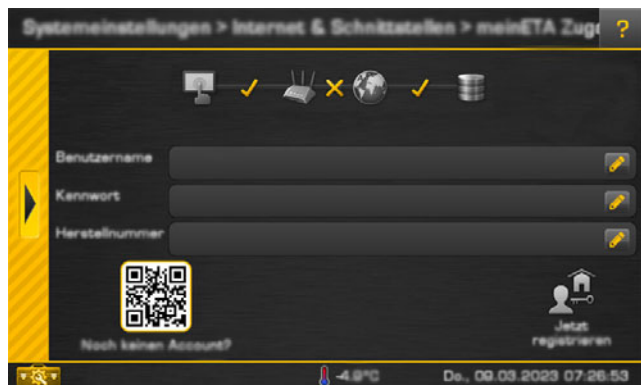 Systemeinstellungen > Internet & Schnittstellen > meinETA Zugr
?
Benutzername
Kennwort
Herstellnummer
Noch keinen Account?
Jetzt
registrieren
-4.9°C
Do., 09.03.2023 07:26:53